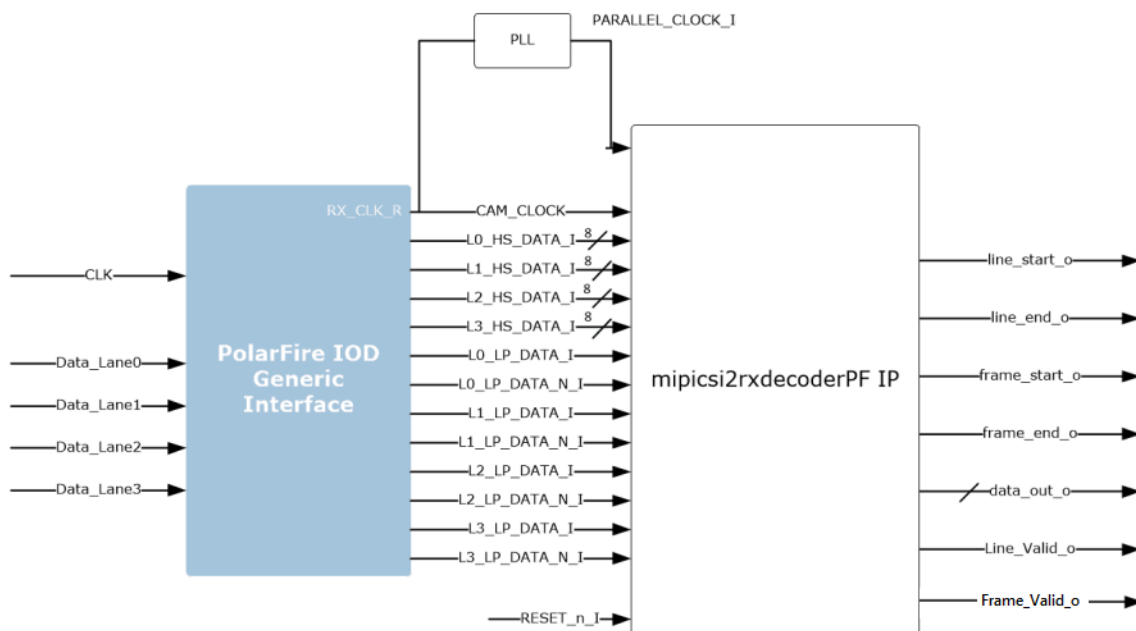 PARALLEL_CLOCK_I
PLL
RX_CLK_R
CAM_CLOCK
L0_HS_DATA_I
8
L1_HS_DATA_I
8
L2_HS_DATA_I
8
L3_HS_DATA_I
8
L0_LP_DATA_I
L0_LP_DATA_N_I
L1_LP_DATA_I
L1_LP_DATA_N_I
L2_LP_DATA_I
L2_LP_DATA_N_I
L3_LP_DATA_I
L3_LP_DATA_N_I
RESET_n_I
CLK
Data_Lane0
Data_Lane1
Data_Lane2
Data_Lane3
PolarFire IOD
Generic
Interface
mipicsi2rxdecoderPF IP
line_start_o
line_end_o
frame_start_o
frame_end_o
data_out_o
Line_Valid_o
Frame_Valid_o